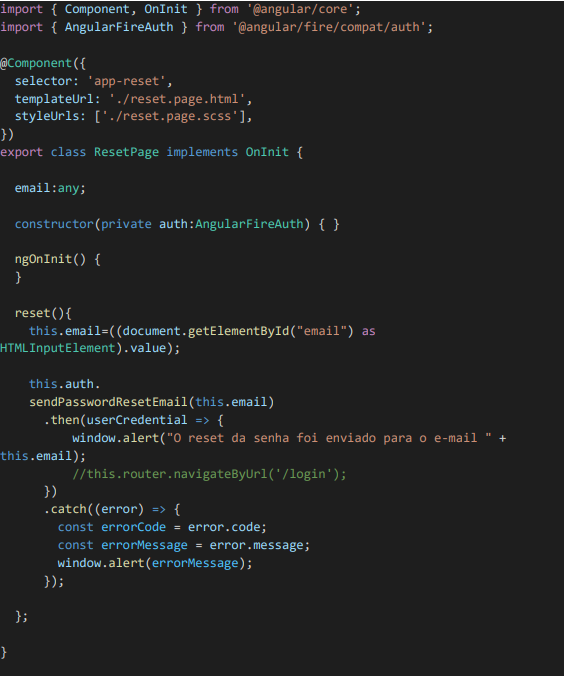 import { Component, OnInit } from '@angular/core';
import { AngularFireAuth } from '@angular/fire/compat/auth';
@Component({
selector: 'app-reset',
templateUrl: './reset.page.html',
styleUrls: ['./reset.page.scss'],
})
export class ResetPage implements OnInit {
email:any;
constructor(private auth:AngularFireAuth) { }
ngOnInit() {
}
reset(){
this.email=((document.getElementById("email") as
HTMLInputElement).value);
this.auth.
sendPasswordResetEmail(this.email)
.then(userCredential => {
window.alert("O reset da senha foi enviado para o e-mail " +
this.email);
//this.router.navigateByUrl('/login');
})
.catch((error) => {
const errorCode = error.code;
const errorMessage = error.message;
window.alert(errorMessage);
});
};
}